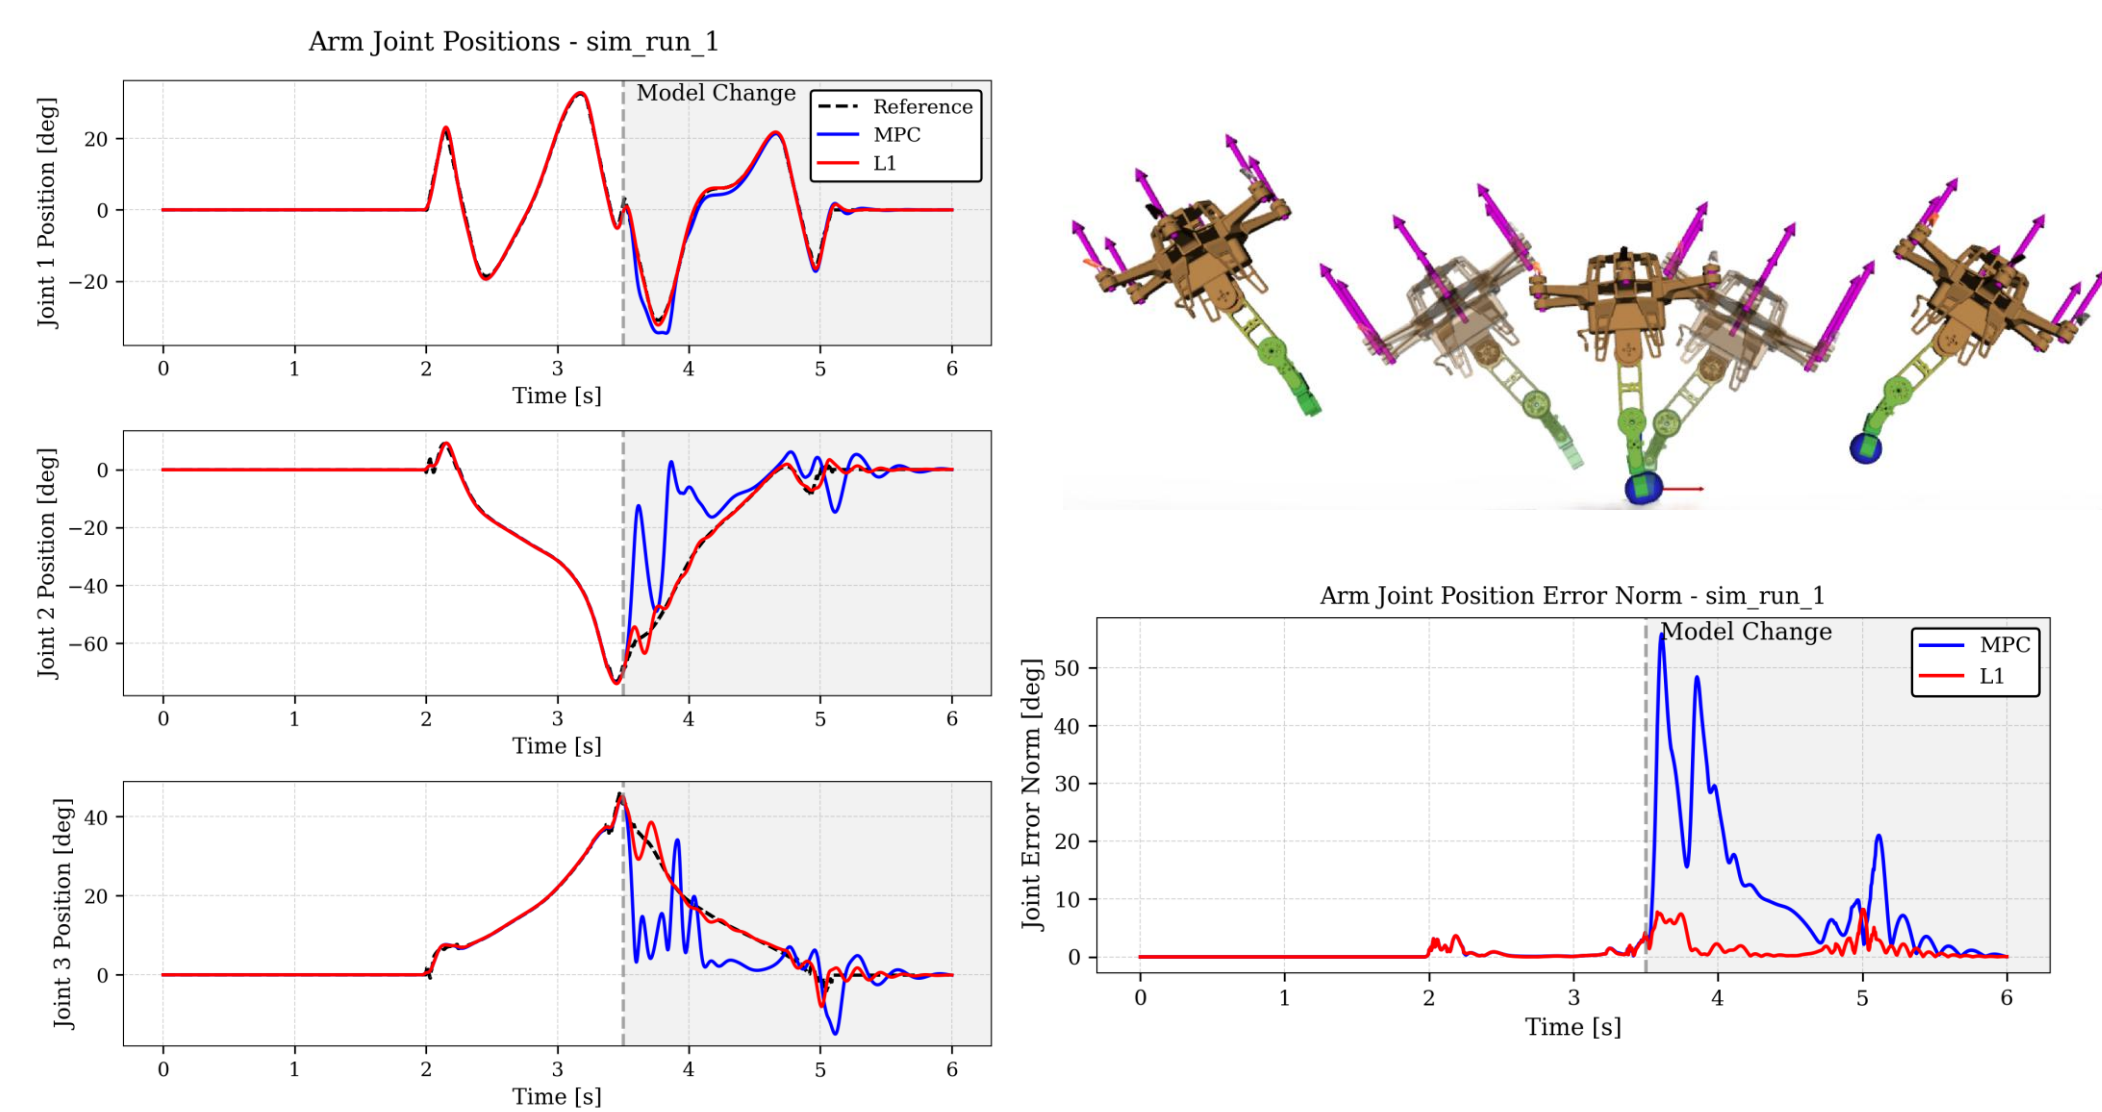 Arm Joint Positions - sim_run_1
Joint 1 Position [deg]
20
0
−20
Model Change
Reference
MPC
L1
0 1 2 3 4 5 6
Time [s]
Joint 2 Position [deg]
0
−20
−40
−60
0 1 2 3 4 5 6
Time [s]
Joint 3 Position [deg]
40
20
0
0 1 2 3 4 5 6
Time [s]
Arm Joint Position Error Norm - sim_run_1
Joint Error Norm [deg]
50
40
30
20
10
0
Model Change
MPC
L1
0 1 2 3 4 5 6
Time [s]